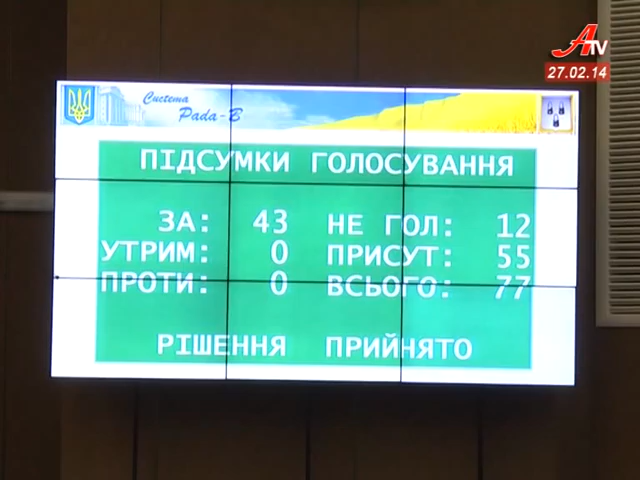 АTV
27.02.14
Система
Рада-В
ПІДСУМКИ ГОЛОСУВАННЯ
ЗА: 43 НЕ ГОЛ: 12
УТРИМ: 0 ПРИСУТ: 55
ПРОТИ: 0 ВСЬОГО: 77
РІШЕННЯ ПРИЙНЯТО